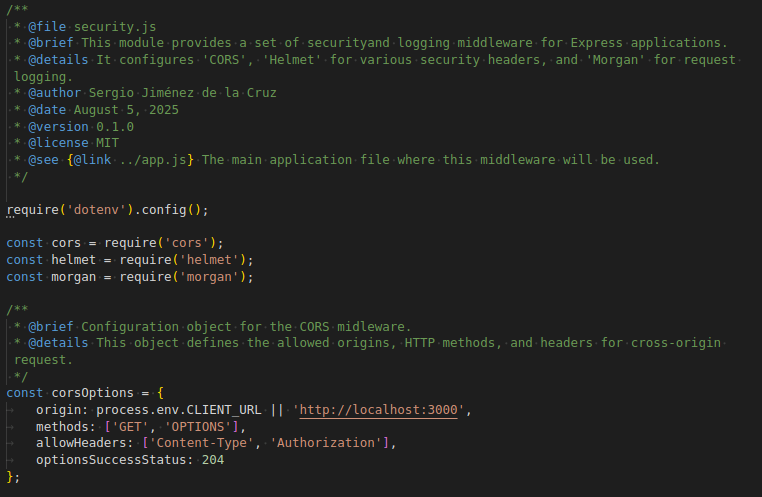 /**
 * @file security.js
 * @brief This module provides a set of securityand logging middleware for Express applications.
 * @details It configures 'CORS', 'Helmet' for various security headers, and 'Morgan' for request
 logging.
 * @author Sergio Jiménez de la Cruz
 * @date August 5, 2025
 * @version 0.1.0
 * @license MIT
 * @see {@link ../app.js} The main application file where this middleware will be used.
 */

require('dotenv').config();

const cors = require('cors');
const helmet = require('helmet');
const morgan = require('morgan');

/**
 * @brief Configuration object for the CORS midleware.
 * @details This object defines the allowed origins, HTTP methods, and headers for cross-origin
 request.
 */
const corsOptions = {
    origin: process.env.CLIENT_URL || 'http://localhost:3000',
    methods: ['GET', 'OPTIONS'],
    allowHeaders: ['Content-Type', 'Authorization'],
    optionsSuccessStatus: 204
};